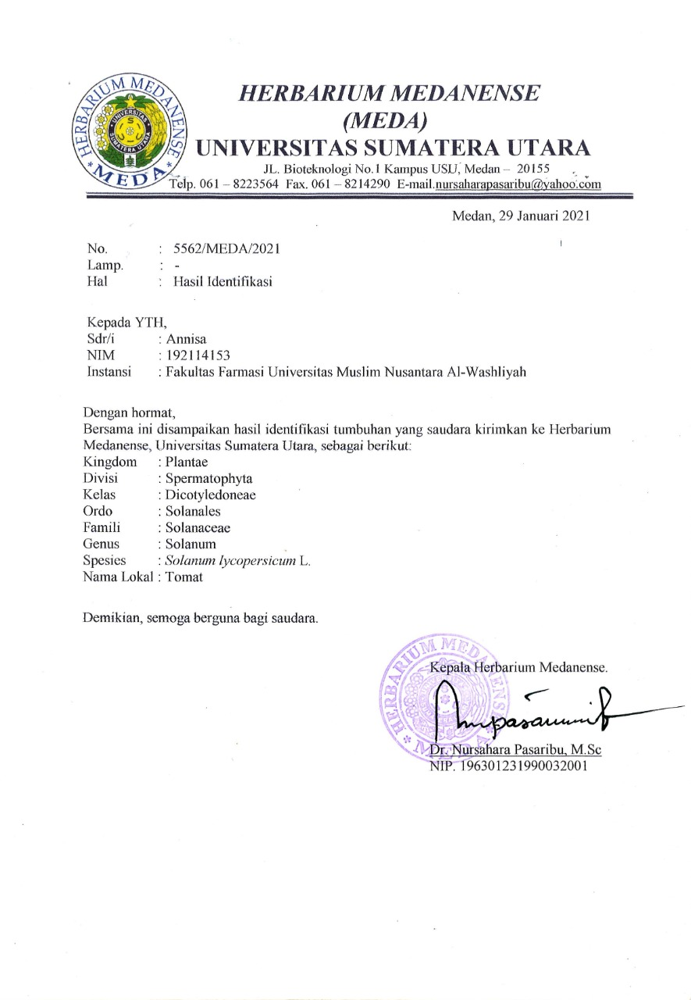 HERBARIUM MEDANENSE
(MEDA)
UNIVERSITAS SUMATERA UTARA
JL. Bioteknologi No.1 Kampus USU, Medan – 20155
Telp. 061 – 8223564 Fax. 061 – 8214290 E-mail.nursaharapasaribu@yahoo.com
HERBARIUM MEDANENSE
* MEDA *
UNIVERSITAS
SUMATERA UTARA
Medan, 29 Januari 2021
No. : 5562/MEDA/2021
Lamp. : -
Hal : Hasil Identifikasi
Kepada YTH,
Sdr/i : Annisa
NIM : 192114153
Instansi : Fakultas Farmasi Universitas Muslim Nusantara Al-Washliyah
Dengan hormat,
Bersama ini disampaikan hasil identifikasi tumbuhan yang saudara kirimkan ke Herbarium
Medanense, Universitas Sumatera Utara, sebagai berikut:
Kingdom : Plantae
Divisi : Spermatophyta
Kelas : Dicotyledoneae
Ordo : Solanales
Famili : Solanaceae
Genus : Solanum
Spesies : Solanum lycopersicum L.
Nama Lokal : Tomat
Demikian, semoga berguna bagi saudara.
Kepala Herbarium Medanense.
HERBARIUM MEDANENSE
* MEDA *
Dr. Nursahara Pasaribu, M.Sc
NIP. 196301231990032001